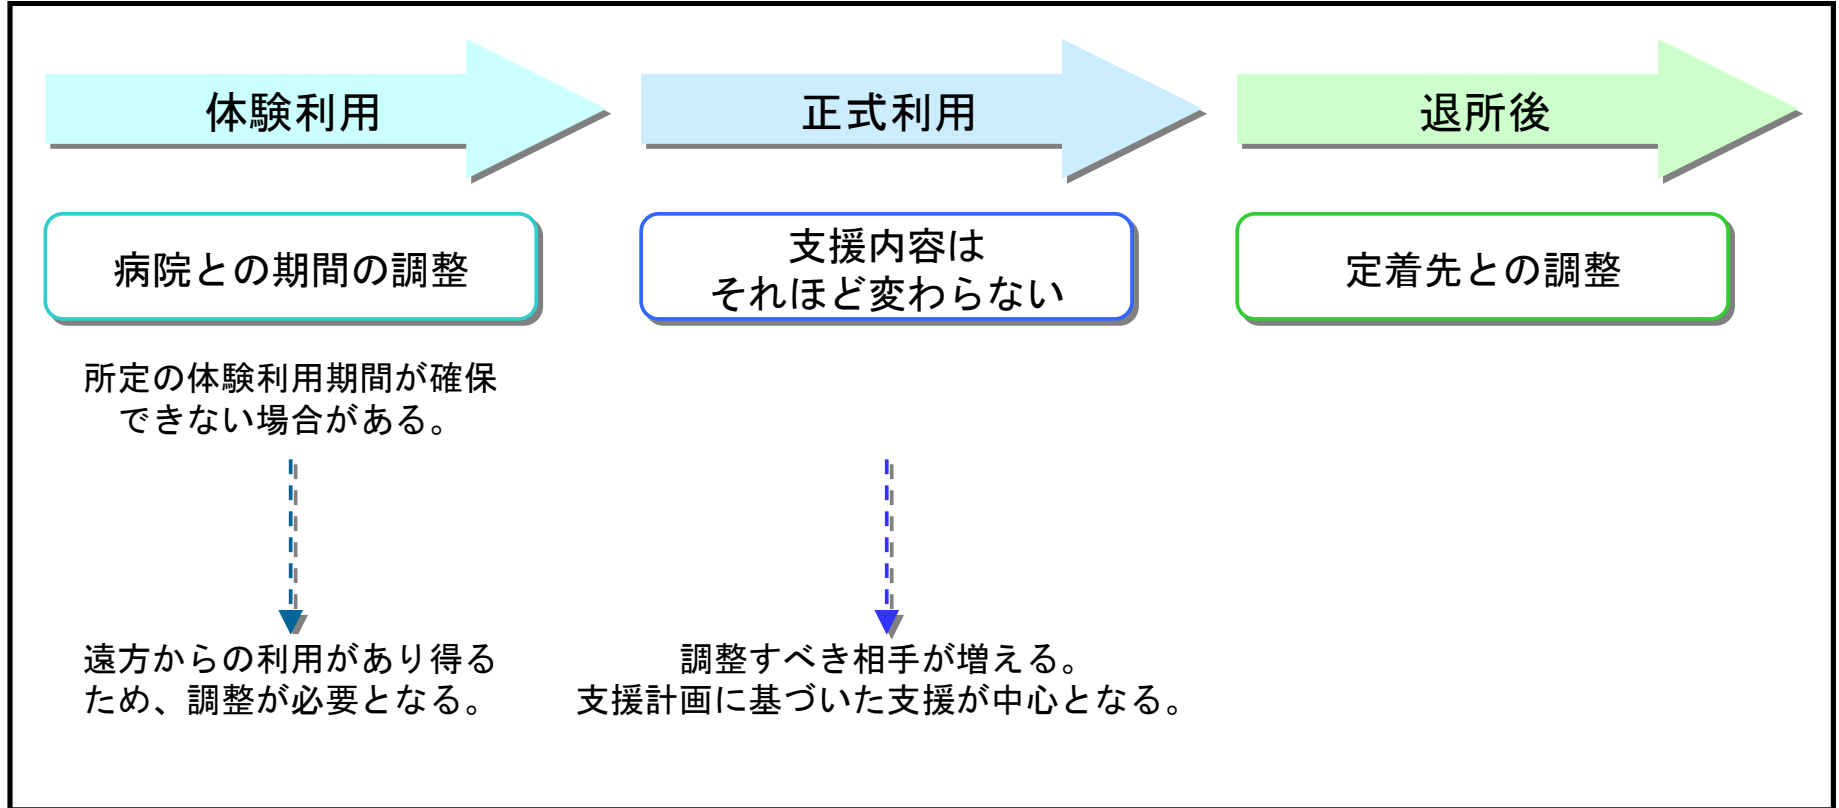 体験利用
正式利用
退所後
病院との期間の調整
支援内容は
それほど変わらない
定着先との調整
所定の体験利用期間が確保
できない場合がある。
遠方からの利用があり得る
ため、調整が必要となる。
調整すべき相手が増える。
支援計画に基づいた支援が中心となる。